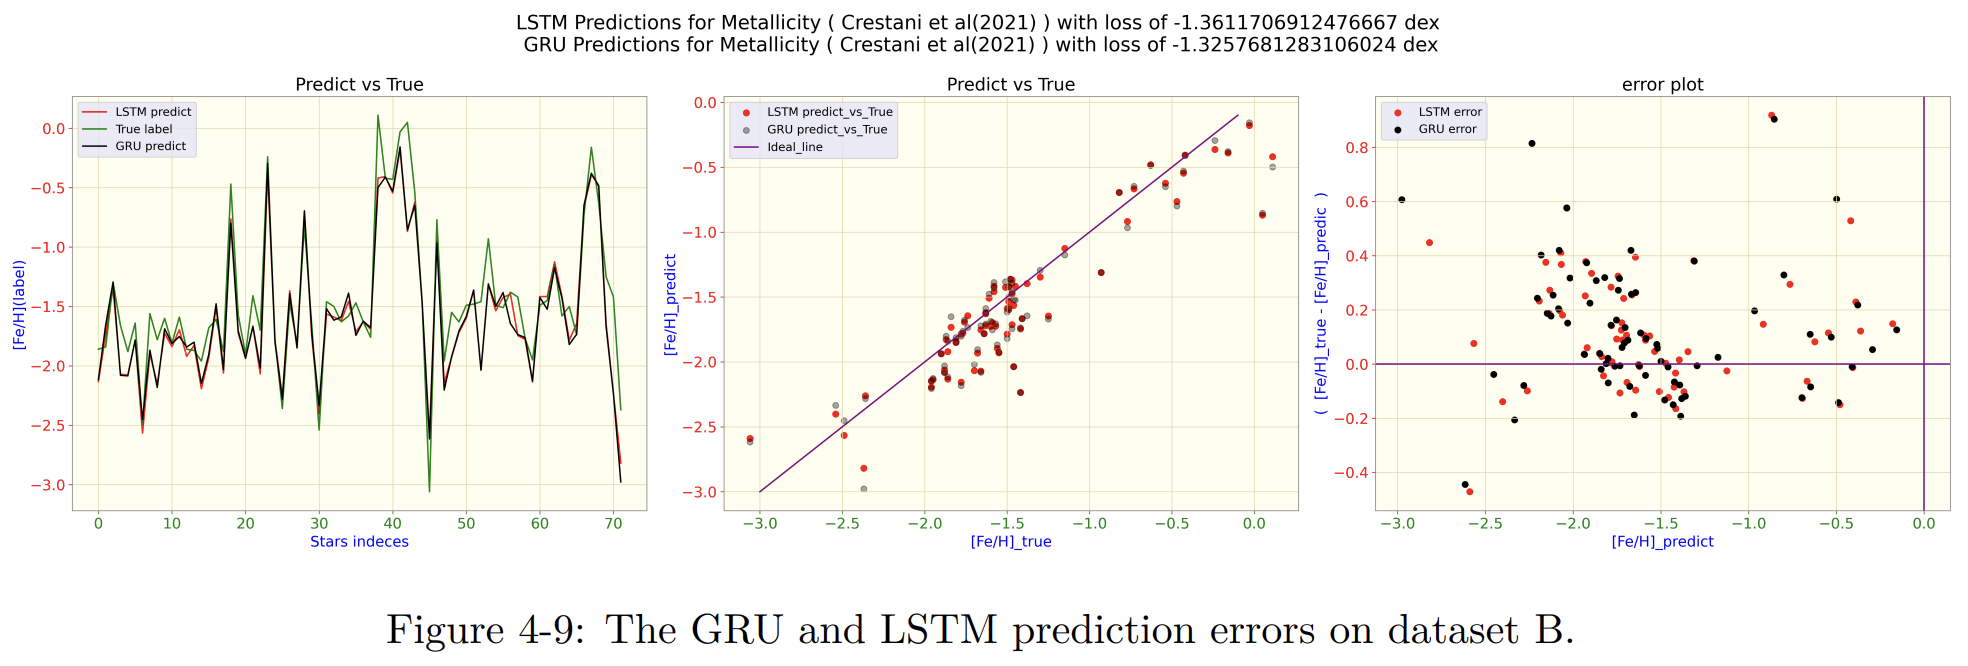 LSTM Predictions for Metallicity ( Crestani et al(2021) ) with loss of -1.3611706912476667 dex
GRU Predictions for Metallicity ( Crestani et al(2021) ) with loss of -1.3257681283106024 dex
Predict vs True
LSTM predict
True label
GRU predict
[Fe/H](label)
0.0
−0.5
−1.0
−1.5
−2.0
−2.5
−3.0
0 10 20 30 40 50 60 70
Stars indeces
Predict vs True
LSTM predict_vs_True
GRU predict_vs_True
Ideal_line
[Fe/H]_predict
0.0
−0.5
−1.0
−1.5
−2.0
−2.5
−3.0
−3.0 −2.5 −2.0 −1.5 −1.0 −0.5 0.0
[Fe/H]_true
error plot
LSTM error
GRU error
( [Fe/H]_true - [Fe/H]_predic )
0.8
0.6
0.4
0.2
0.0
−0.2
−0.4
−3.0 −2.5 −2.0 −1.5 −1.0 −0.5 0.0
[Fe/H]_predict
Figure 4-9: The GRU and LSTM prediction errors on dataset B.